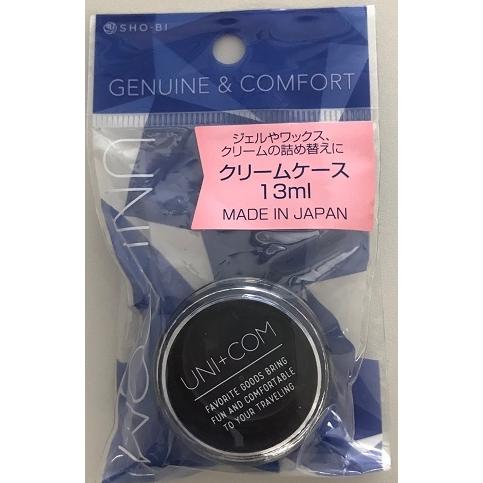 SHO-BI
GENUINE & COMFORT
ジェルやワックス、
クリームの詰め替えに
クリームケース
13ml
MADE IN JAPAN
UNI
COM
UNI+COM
FAVORITE GOODS BRING
FUN AND COMFORTABLE
TO YOUR TRAVELING